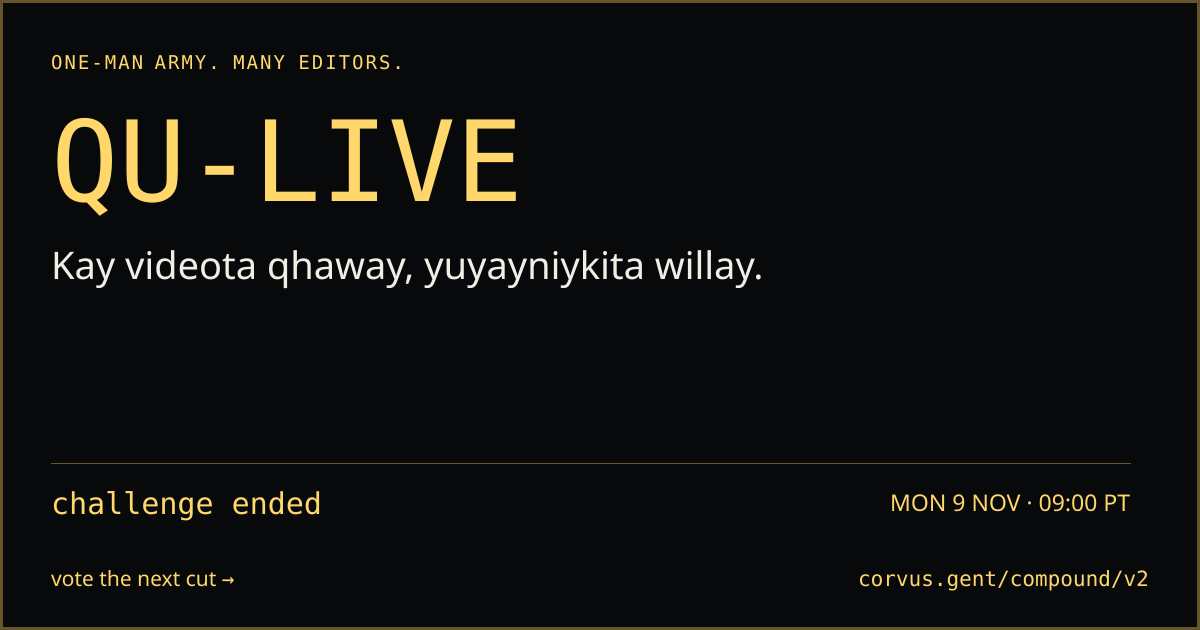 ONE-MAN ARMY. MANY EDITORS.
QU-LIVE
Kay videota qhaway, yuyayniykita willay.
challenge ended
MON 9 NOV · 09:00 PT
vote the next cut →
corvus.gent/compound/v2